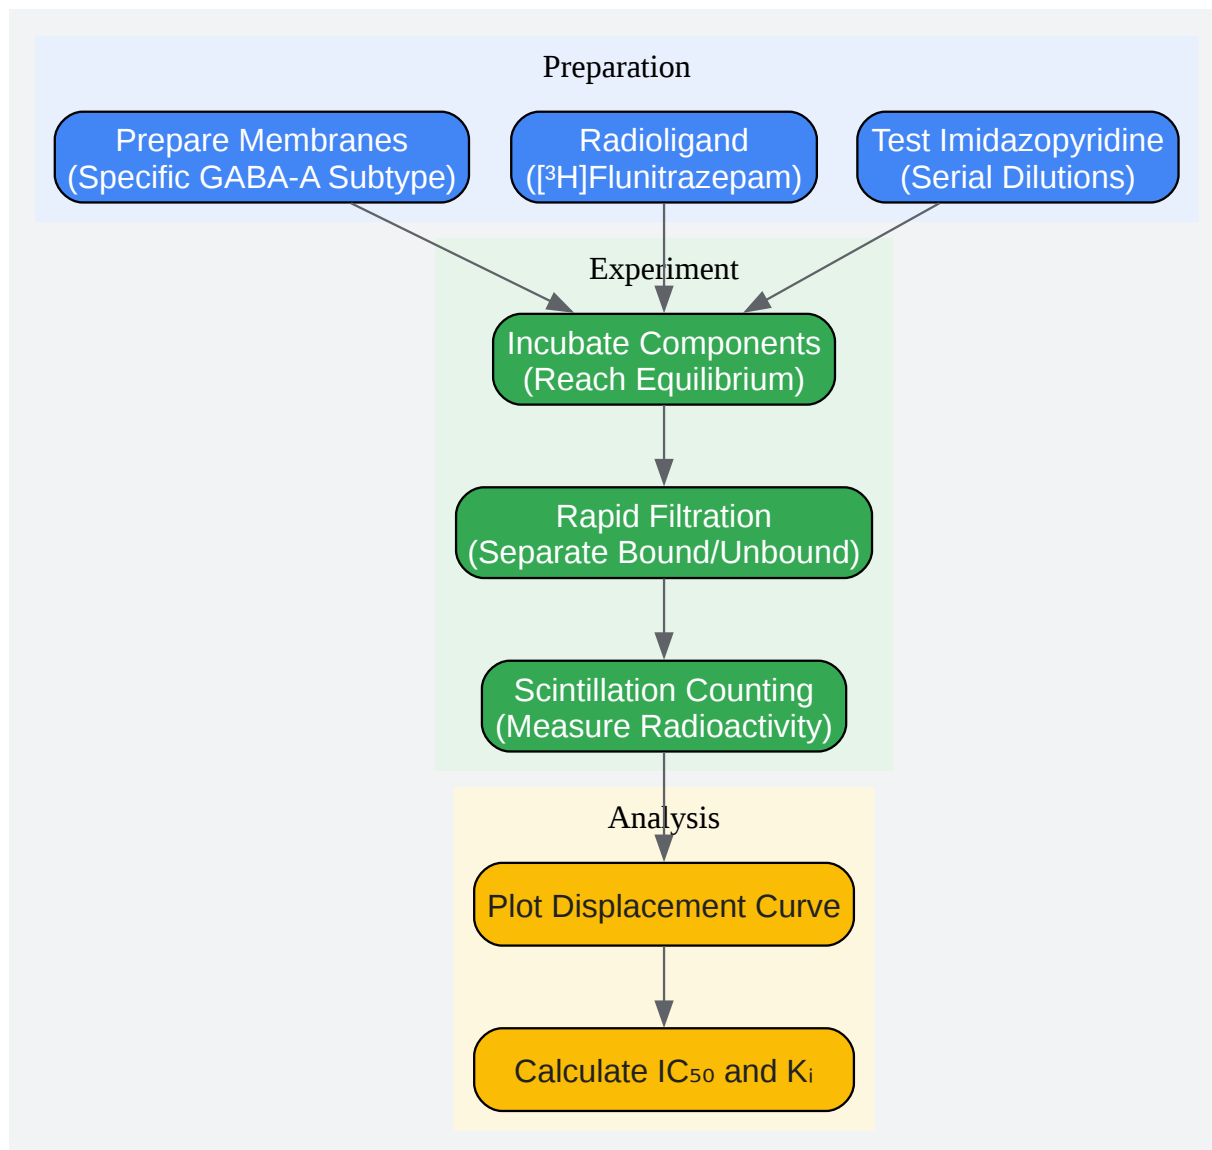 Preparation
Prepare Membranes
(Specific GABA-A Subtype)
Radioligand
([³H]Flunitrazepam)
Test Imidazopyridine
(Serial Dilutions)
Experiment
Incubate Components
(Reach Equilibrium)
Rapid Filtration
(Separate Bound/Unbound)
Scintillation Counting
(Measure Radioactivity)
Analysis
Plot Displacement Curve
Calculate IC₅₀ and Kᵢ